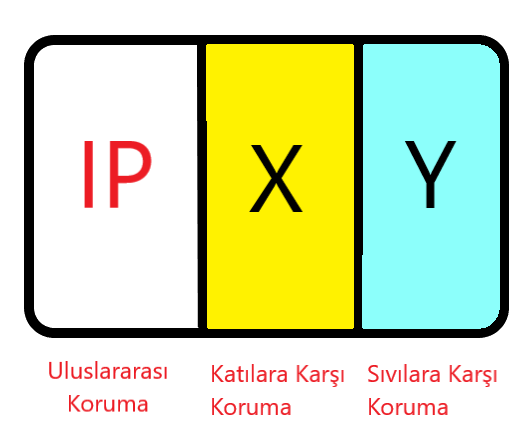 IP
X
Y
Uluslararası
Koruma
Katılara Karşı
Koruma
Sıvılara Karşı
Koruma